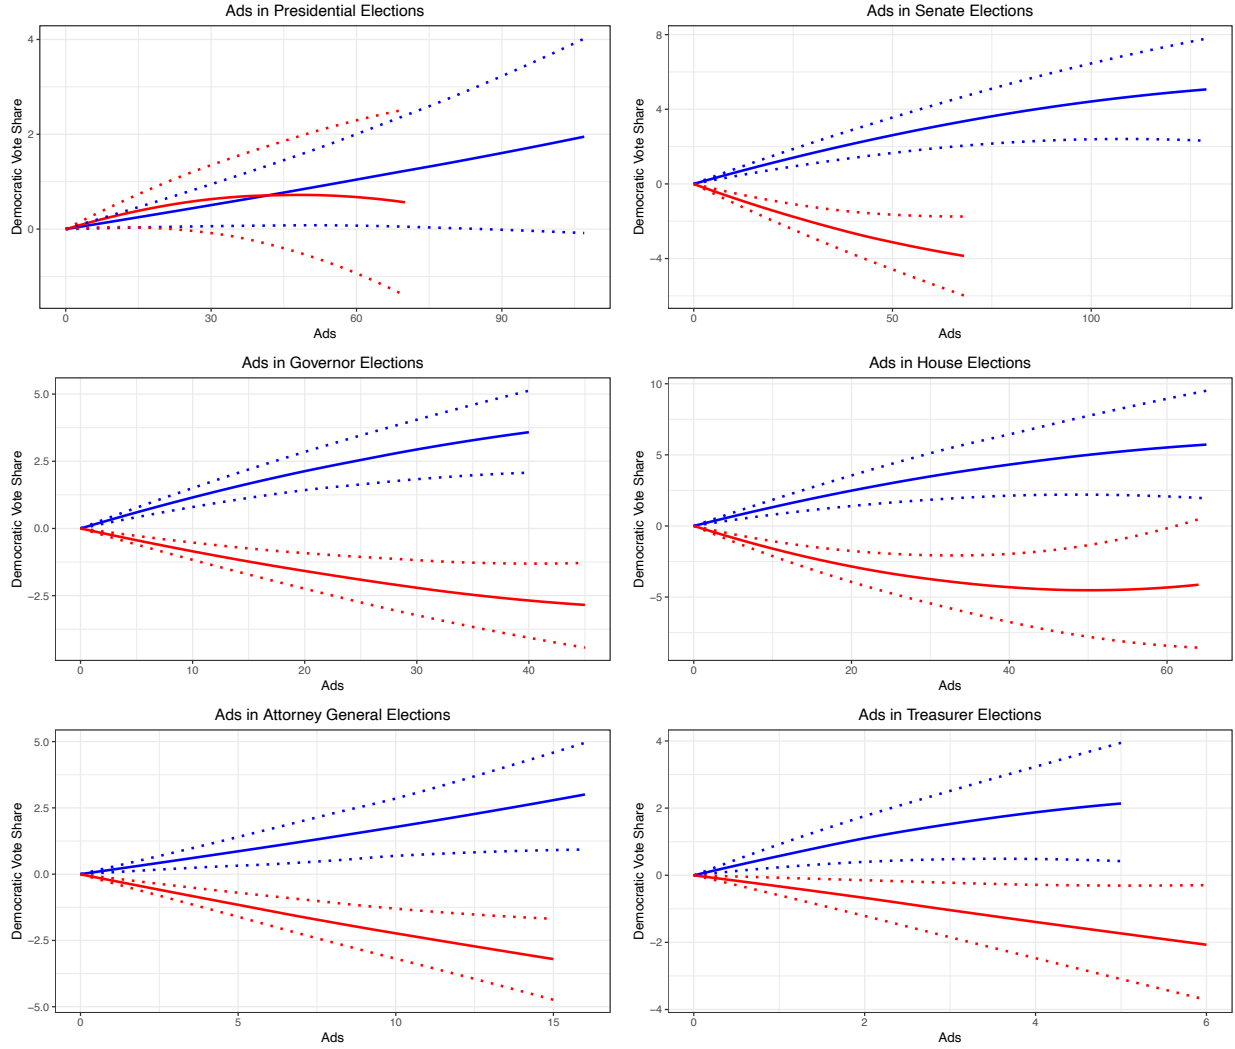 Ads in Presidential Elections
Democratic Vote Share
4
2
0
0
30
60
90
Ads
Ads in Senate Elections
Democratic Vote Share
8
4
0
−4
0
50
100
Ads
Ads in Governor Elections
Democratic Vote Share
5.0
2.5
0.0
−2.5
0
10
20
30
40
Ads
Ads in House Elections
Democratic Vote Share
10
5
0
−5
0
20
40
60
Ads
Ads in Attorney General Elections
Democratic Vote Share
5.0
2.5
0.0
−2.5
−5.0
0
5
10
15
Ads
Ads in Treasurer Elections
Democratic Vote Share
4
2
0
−2
−4
0
2
4
6
Ads